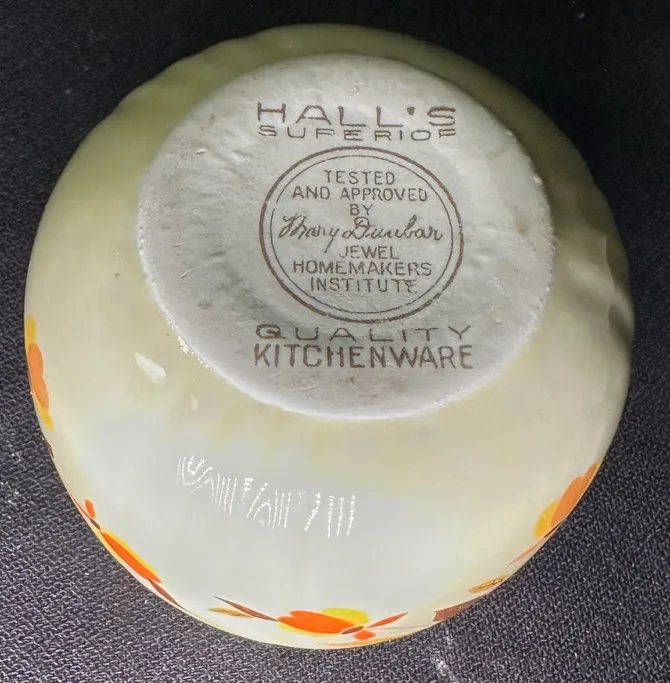 HALL'S
SUPERIOR
TESTED
AND APPROVED
BY
Mary Dunbar
JEWEL
HOMEMAKERS
INSTITUTE
QUALITY
KITCHENWARE